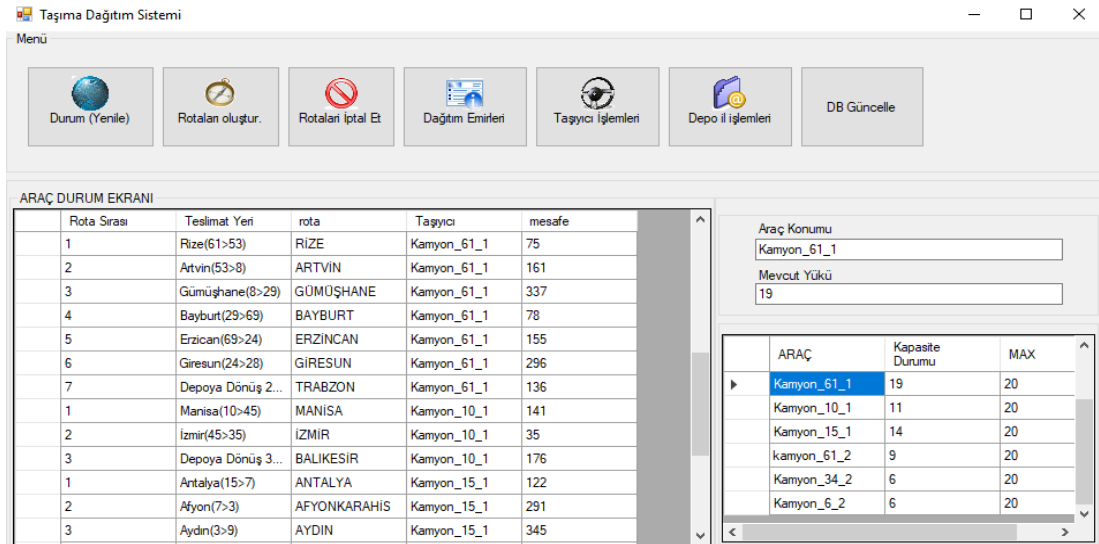 Taşıma Dağıtım Sistemi
Menü
Durum (Yenile) Rotaları oluştur. Rotalari İptal Et Dağıtım Emirleri Taşıyıcı İşlemleri Depo il işlemleri DB Güncelle
ARAÇ DURUM EKRANI
Rota Sırası Teslimat Yeri rota Taşıyıcı mesafe
1 Rize(61>53) RİZE Kamyon_61_1 75
2 Artvin(53>8) ARTVİN Kamyon_61_1 161
3 Gümüşhane(8>29) GÜMÜŞHANE Kamyon_61_1 337
4 Bayburt(29>69) BAYBURT Kamyon_61_1 78
5 Erzican(69>24) ERZİNCAN Kamyon_61_1 155
6 Giresun(24>28) GİRESUN Kamyon_61_1 296
7 Depoya Dönüş 2... TRABZON Kamyon_61_1 136
1 Manisa(10>45) MANİSA Kamyon_10_1 141
2 İzmir(45>35) İZMİR Kamyon_10_1 35
3 Depoya Dönüş 3... BALIKESİR Kamyon_10_1 176
1 Antalya(15>7) ANTALYA Kamyon_15_1 122
2 Afyon(7>3) AFYONKARAHİS Kamyon_15_1 291
3 Aydın(3>9) AYDIN Kamyon_15_1 345
Araç Konumu
Kamyon_61_1
Mevcut Yükü
19
ARAÇ Kapasite Durumu MAX
Kamyon_61_1 19 20
Kamyon_10_1 11 20
Kamyon_15_1 14 20
kamyon_61_2 9 20
Kamyon_34_2 6 20
Kamyon_6_2 6 20